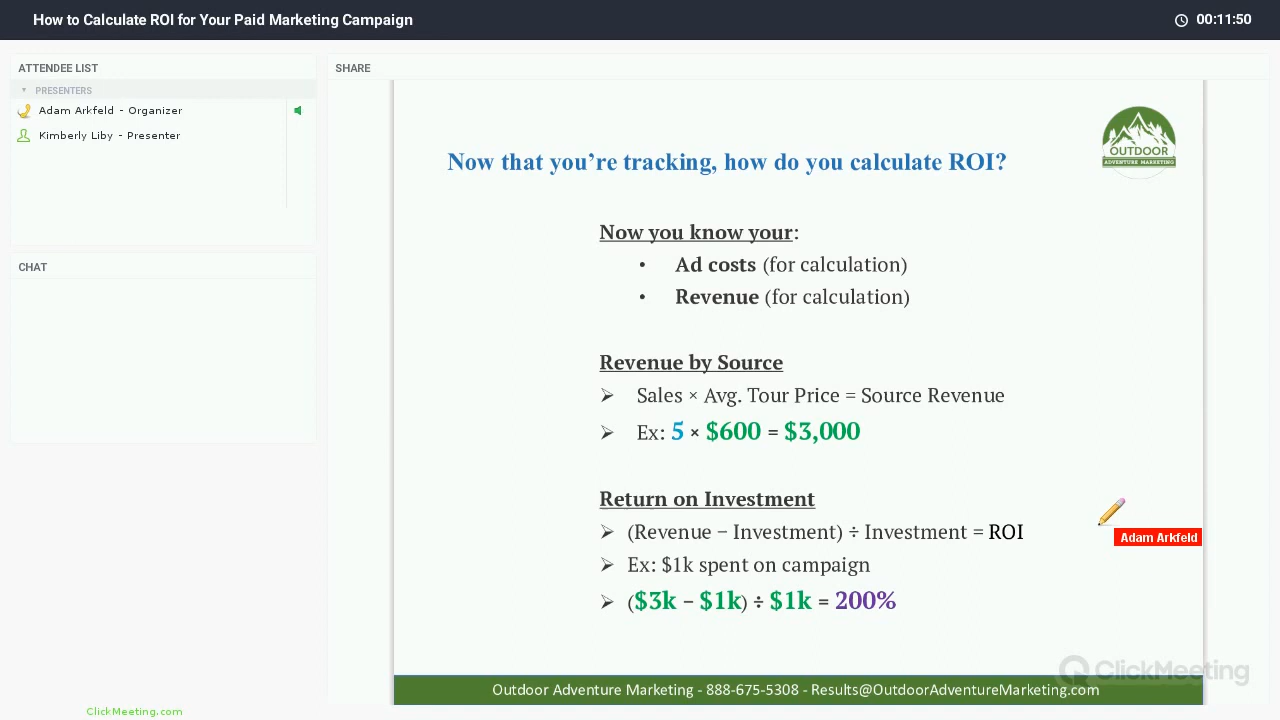 How to Calculate ROI for Your Paid Marketing Campaign
00:11:50
ATTENDEE LIST
PRESENTERS
Adam Arkfeld - Organizer
Kimberly Liby - Presenter
CHAT
SHARE
OUTDOOR
ADVENTURE MARKETING
Now that you're tracking, how do you calculate ROI?
Now you know your:
• Ad costs (for calculation)
• Revenue (for calculation)
Revenue by Source
➢ Sales × Avg. Tour Price = Source Revenue
➢ Ex: 5 × $600 = $3,000
Return on Investment
➢ (Revenue − Investment) ÷ Investment = ROI
➢ Ex: $1k spent on campaign
➢ ($3k − $1k) ÷ $1k = 200%
Adam Arkfeld
ClickMeeting
Outdoor Adventure Marketing - 888-675-5308 - Results@OutdoorAdventureMarketing.com
ClickMeeting.com